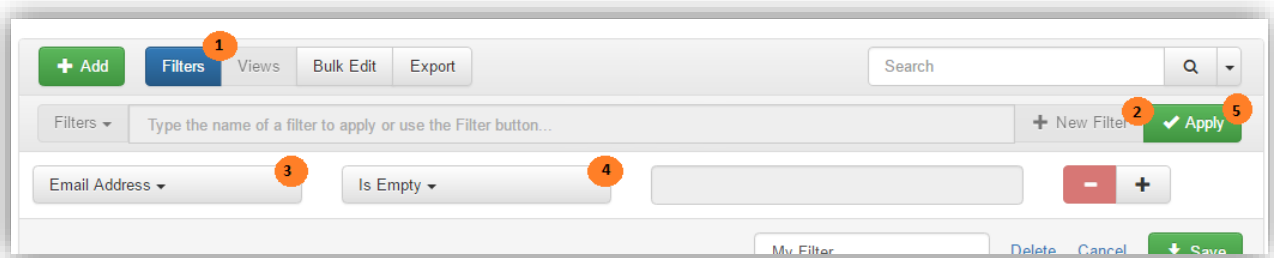 1
Add Filters Views Bulk Edit Export Search
2 5
Filters Type the name of a filter to apply or use the Filter button... New Filter Apply
3 4
Email Address Is Empty
My Filter Delete Cancel Save